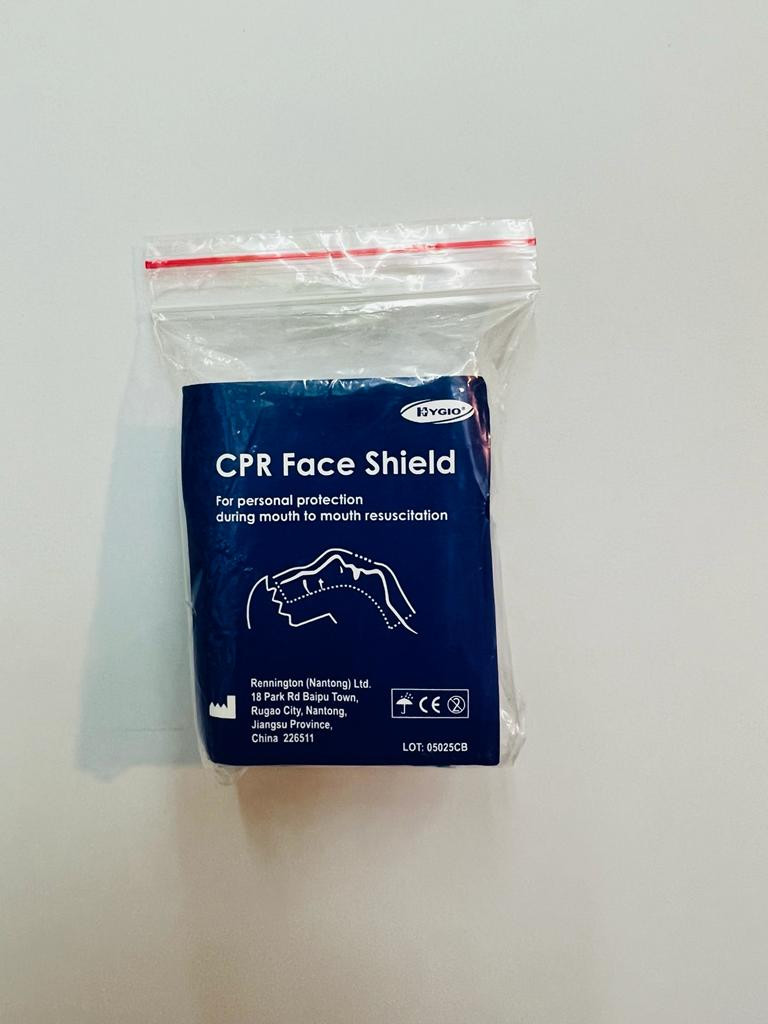 HYGIO®
CPR Face Shield
For personal protection
during mouth to mouth resuscitation
Rennington (Nantong) Ltd.
18 Park Rd Baipu Town,
Rugao City, Nantong,
Jiangsu Province,
China 226511
CE 2
LOT: 05025CB